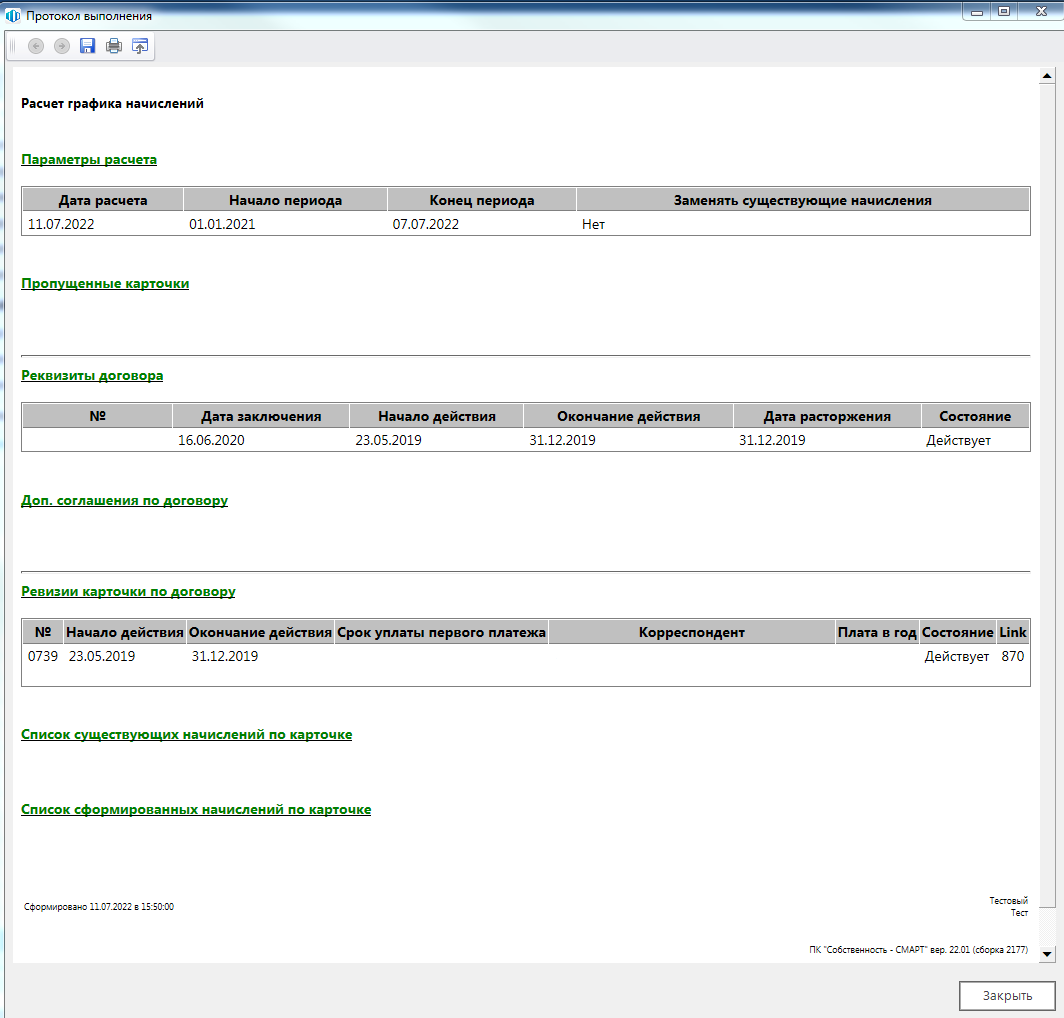 Протокол выполнения
Расчет графика начислений
Параметры расчета
Дата расчета Начало периода Конец периода Заменять существующие начисления
11.07.2022 01.01.2021 07.07.2022 Нет
Пропущенные карточки
Реквизиты договора
№ Дата заключения Начало действия Окончание действия Дата расторжения Состояние
16.06.2020 23.05.2019 31.12.2019 31.12.2019 Действует
Доп. соглашения по договору
Ревизии карточки по договору
№ Начало действия Окончание действия Срок уплаты первого платежа Корреспондент Плата в год Состояние Link
0739 23.05.2019 31.12.2019 Действует 870
Список существующих начислений по карточке
Список сформированных начислений по карточке
Сформировано 11.07.2022 в 15:50:00
Тестовый
Тест
ПК "Собственность - СМАРТ" вер. 22.01 (сборка 2177)
Закрыть